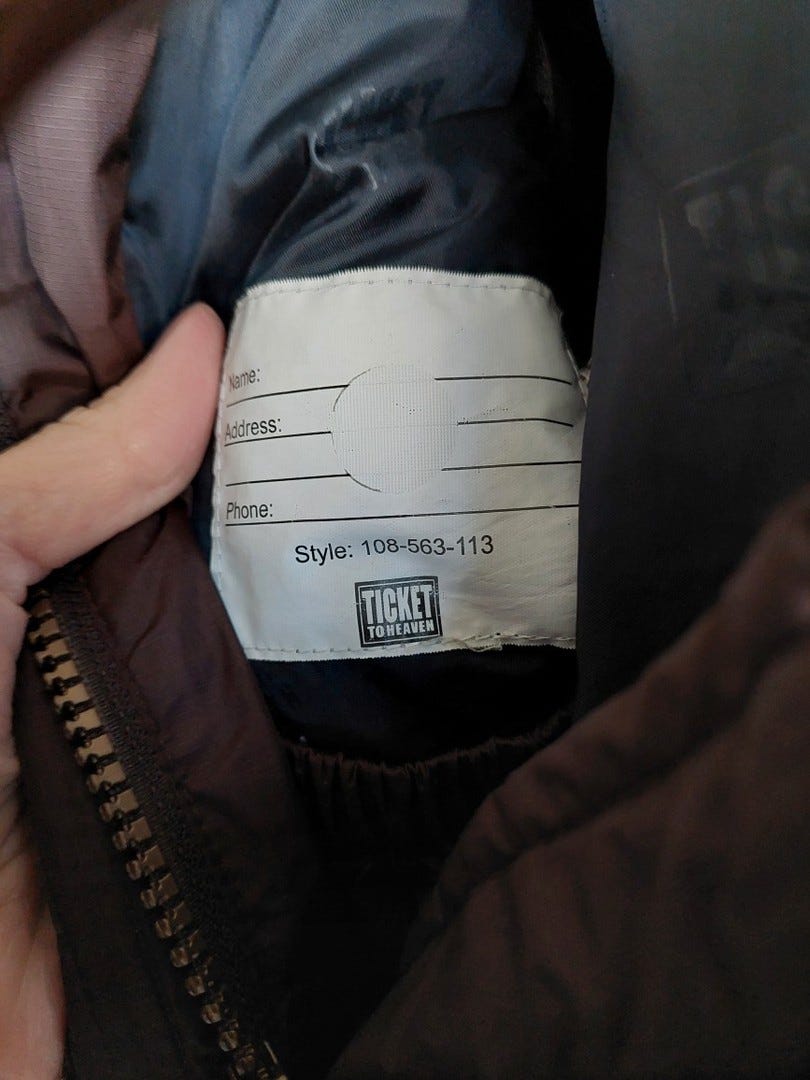 Name:
Address:
Phone:
Style: 108-563-113
TICKET
TO HEAVEN